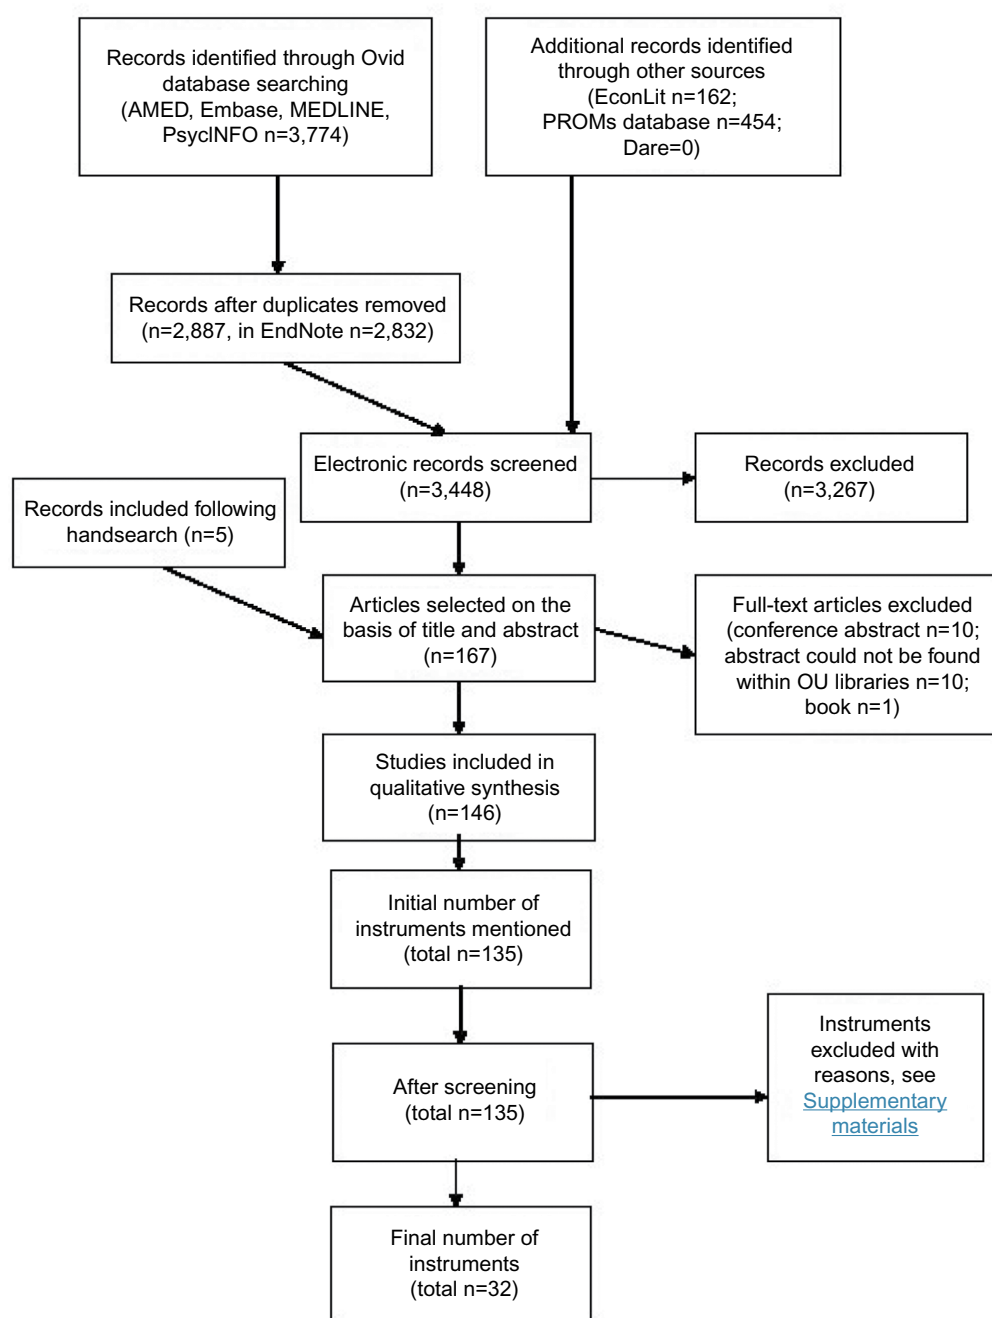 Records identified through Ovid
database searching
(AMED, Embase, MEDLINE,
PsycINFO n=3,774)
Additional records identified
through other sources
(EconLit n=162;
PROMs database n=454;
Dare=0)
Records after duplicates removed
(n=2,887, in EndNote n=2,832)
Electronic records screened
(n=3,448)
Records excluded
(n=3,267)
Records included following
handsearch (n=5)
Articles selected on the
basis of title and abstract
(n=167)
Full-text articles excluded
(conference abstract n=10;
abstract could not be found
within OU libraries n=10;
book n=1)
Studies included in
qualitative synthesis
(n=146)
Initial number of
instruments mentioned
(total n=135)
After screening
(total n=135)
Instruments
excluded with
reasons, see
Supplementary
materials
Final number of
instruments
(total n=32)